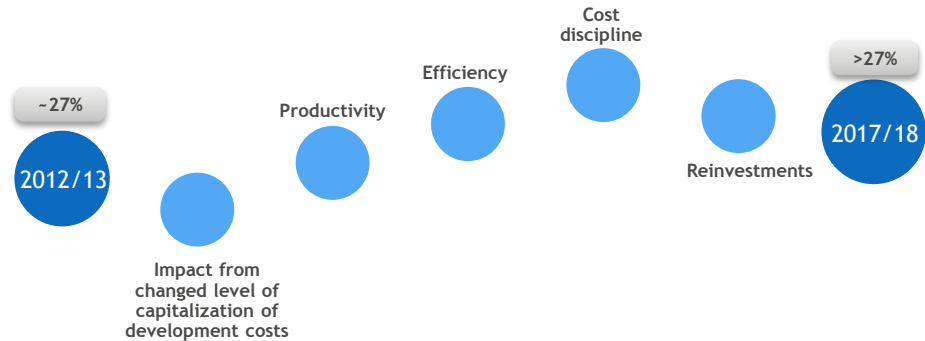 ~27%
2012/13
Impact from
changed level of
capitalization of
development costs
Productivity
Efficiency
Cost
discipline
Reinvestments
>27%
2017/18